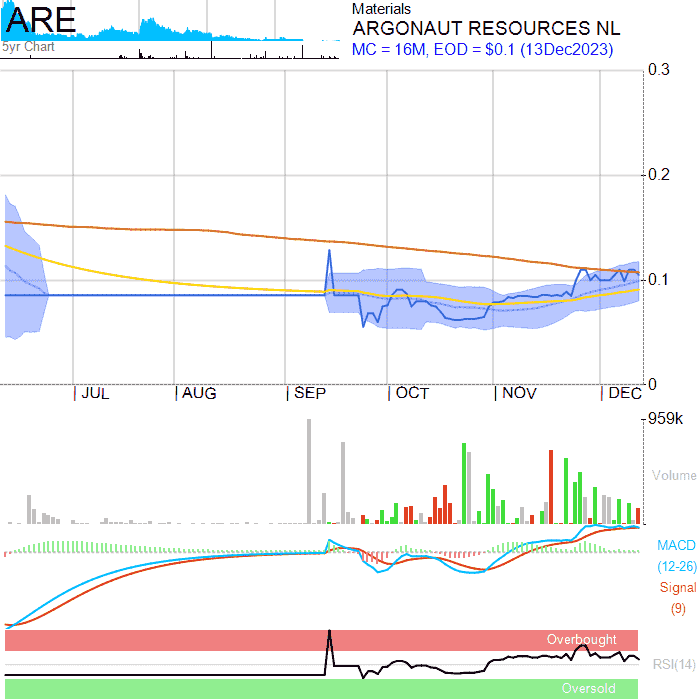 ARE
5yr Chart
Materials
ARGONAUT RESOURCES NL
MC = 16M, EOD = $0.1 (13Dec2023)
0.3
0.2
0.1
0
JUL
AUG
SEP
OCT
NOV
DEC
959k
Volume
MACD
(12-26)
Signal
(9)
Overbought
RSI(14)
Oversold